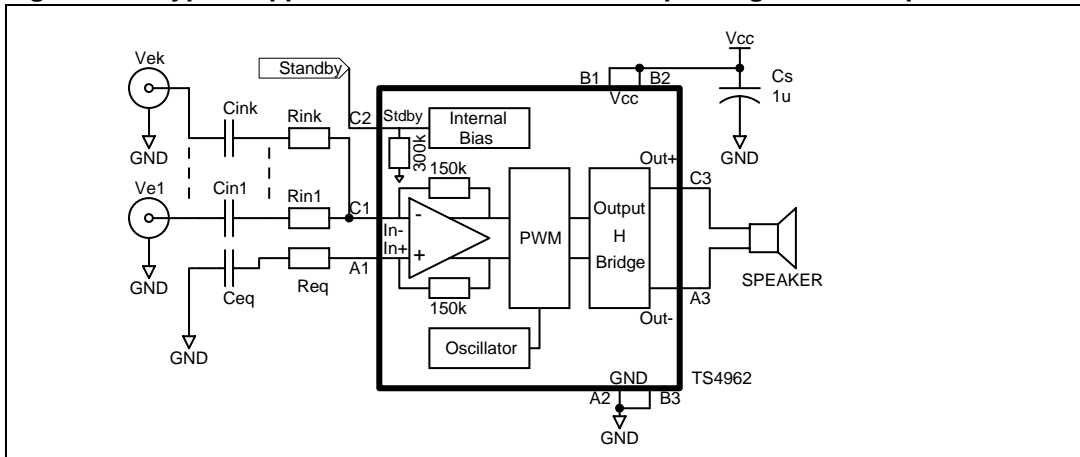 Vek
GND
Cink
Rink
Standby
C2
Stdby
300k
Internal
Bias
B1
B2
Vcc
Vcc
Cs
1u
GND
Ve1
GND
Cin1
Rin1
C1
In-
In+
A1
150k
-
+
150k
PWM
Oscillator
Output
H
Bridge
Out+
C3
SPEAKER
A3
Out-
Ceq
Req
GND
TS4962
GND
A2
B3
GND